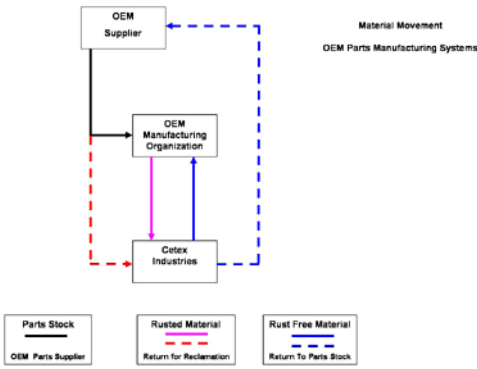 OEM
Supplier
Material Movement
OEM Parts Manufacturing Systems
OEM
Manufacturing
Organization
Cetex
Industries
Parts Stock
OEM Parts Supplier
Rusted Material
Return for Reclamation
Rust Free Material
Return To Parts Stock